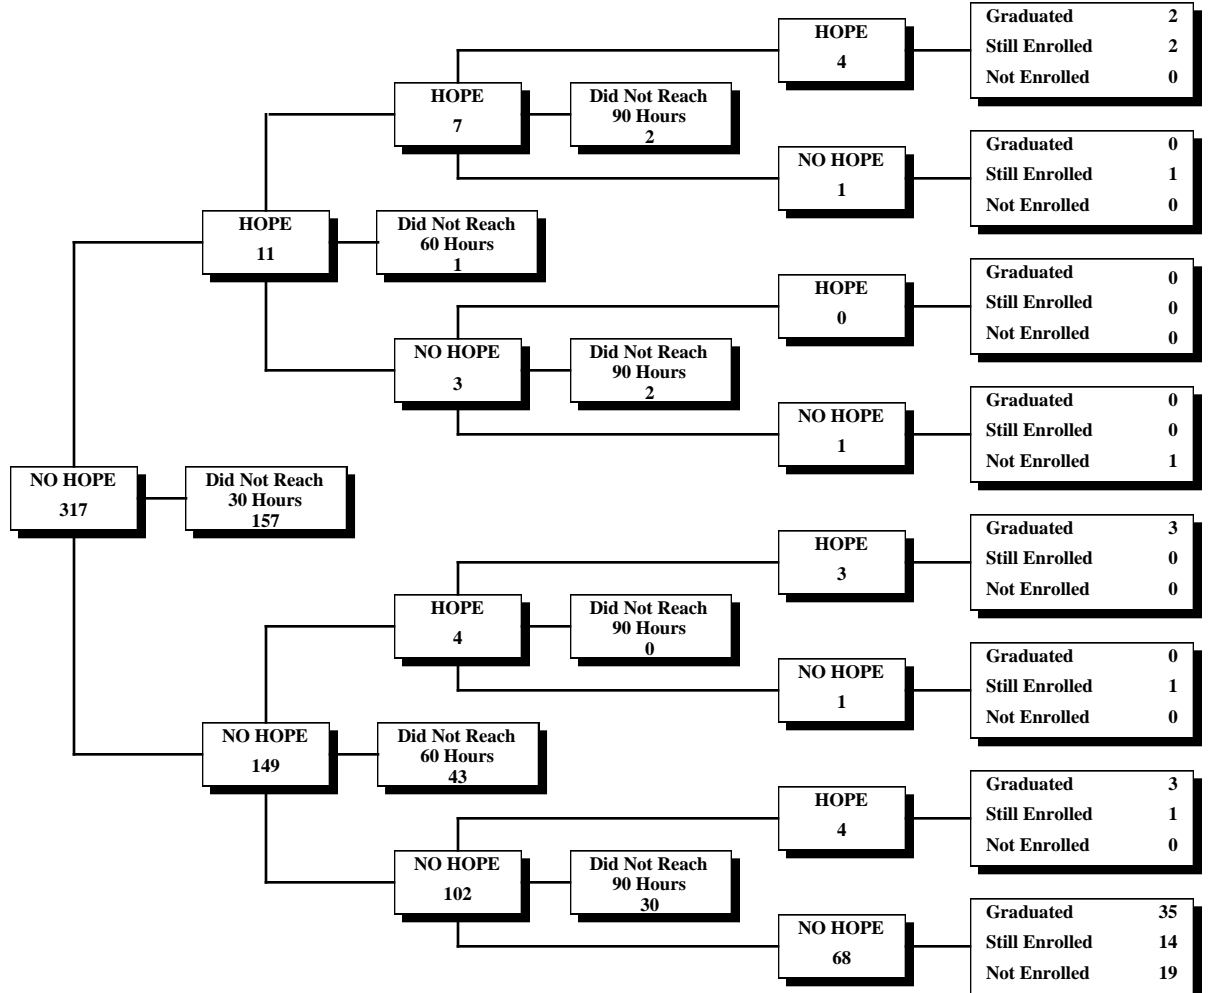 HOPE
4
Graduated 2
Still Enrolled 2
Not Enrolled 0
HOPE
7
Did Not Reach
90 Hours
2
NO HOPE
1
Graduated 0
Still Enrolled 1
Not Enrolled 0
HOPE
11
Did Not Reach
60 Hours
1
HOPE
0
Graduated 0
Still Enrolled 0
Not Enrolled 0
NO HOPE
3
Did Not Reach
90 Hours
2
NO HOPE
1
Graduated 0
Still Enrolled 0
Not Enrolled 1
NO HOPE
317
Did Not Reach
30 Hours
157
HOPE
3
Graduated 3
Still Enrolled 0
Not Enrolled 0
HOPE
4
Did Not Reach
90 Hours
0
NO HOPE
1
Graduated 0
Still Enrolled 1
Not Enrolled 0
NO HOPE
149
Did Not Reach
60 Hours
43
HOPE
4
Graduated 3
Still Enrolled 1
Not Enrolled 0
NO HOPE
102
Did Not Reach
90 Hours
30
NO HOPE
68
Graduated 35
Still Enrolled 14
Not Enrolled 19